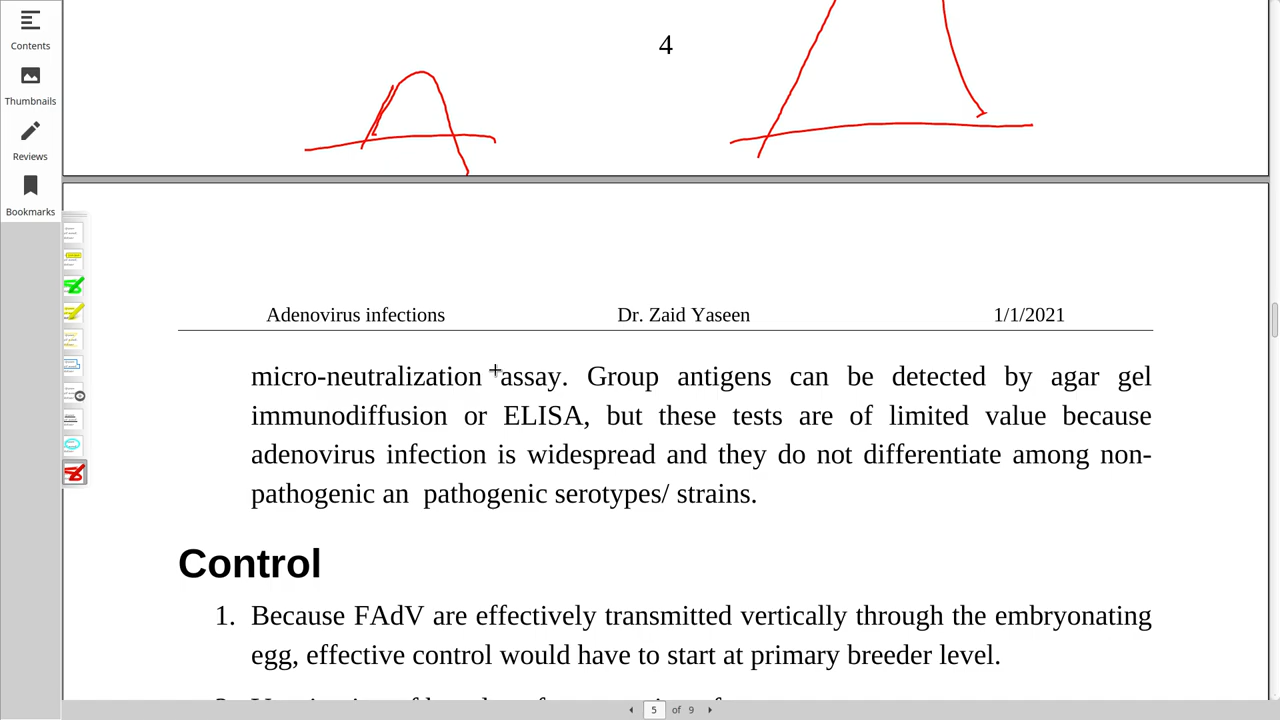 Contents
Thumbnails
Reviews
Bookmarks
4
Adenovirus infections Dr. Zaid Yaseen 1/1/2021
micro-neutralization assay. Group antigens can be detected by agar gel
immunodiffusion or ELISA, but these tests are of limited value because
adenovirus infection is widespread and they do not differentiate among non-
pathogenic an pathogenic serotypes/ strains.
Control
1. Because FAdV are effectively transmitted vertically through the embryonating
egg, effective control would have to start at primary breeder level.
5 of 9